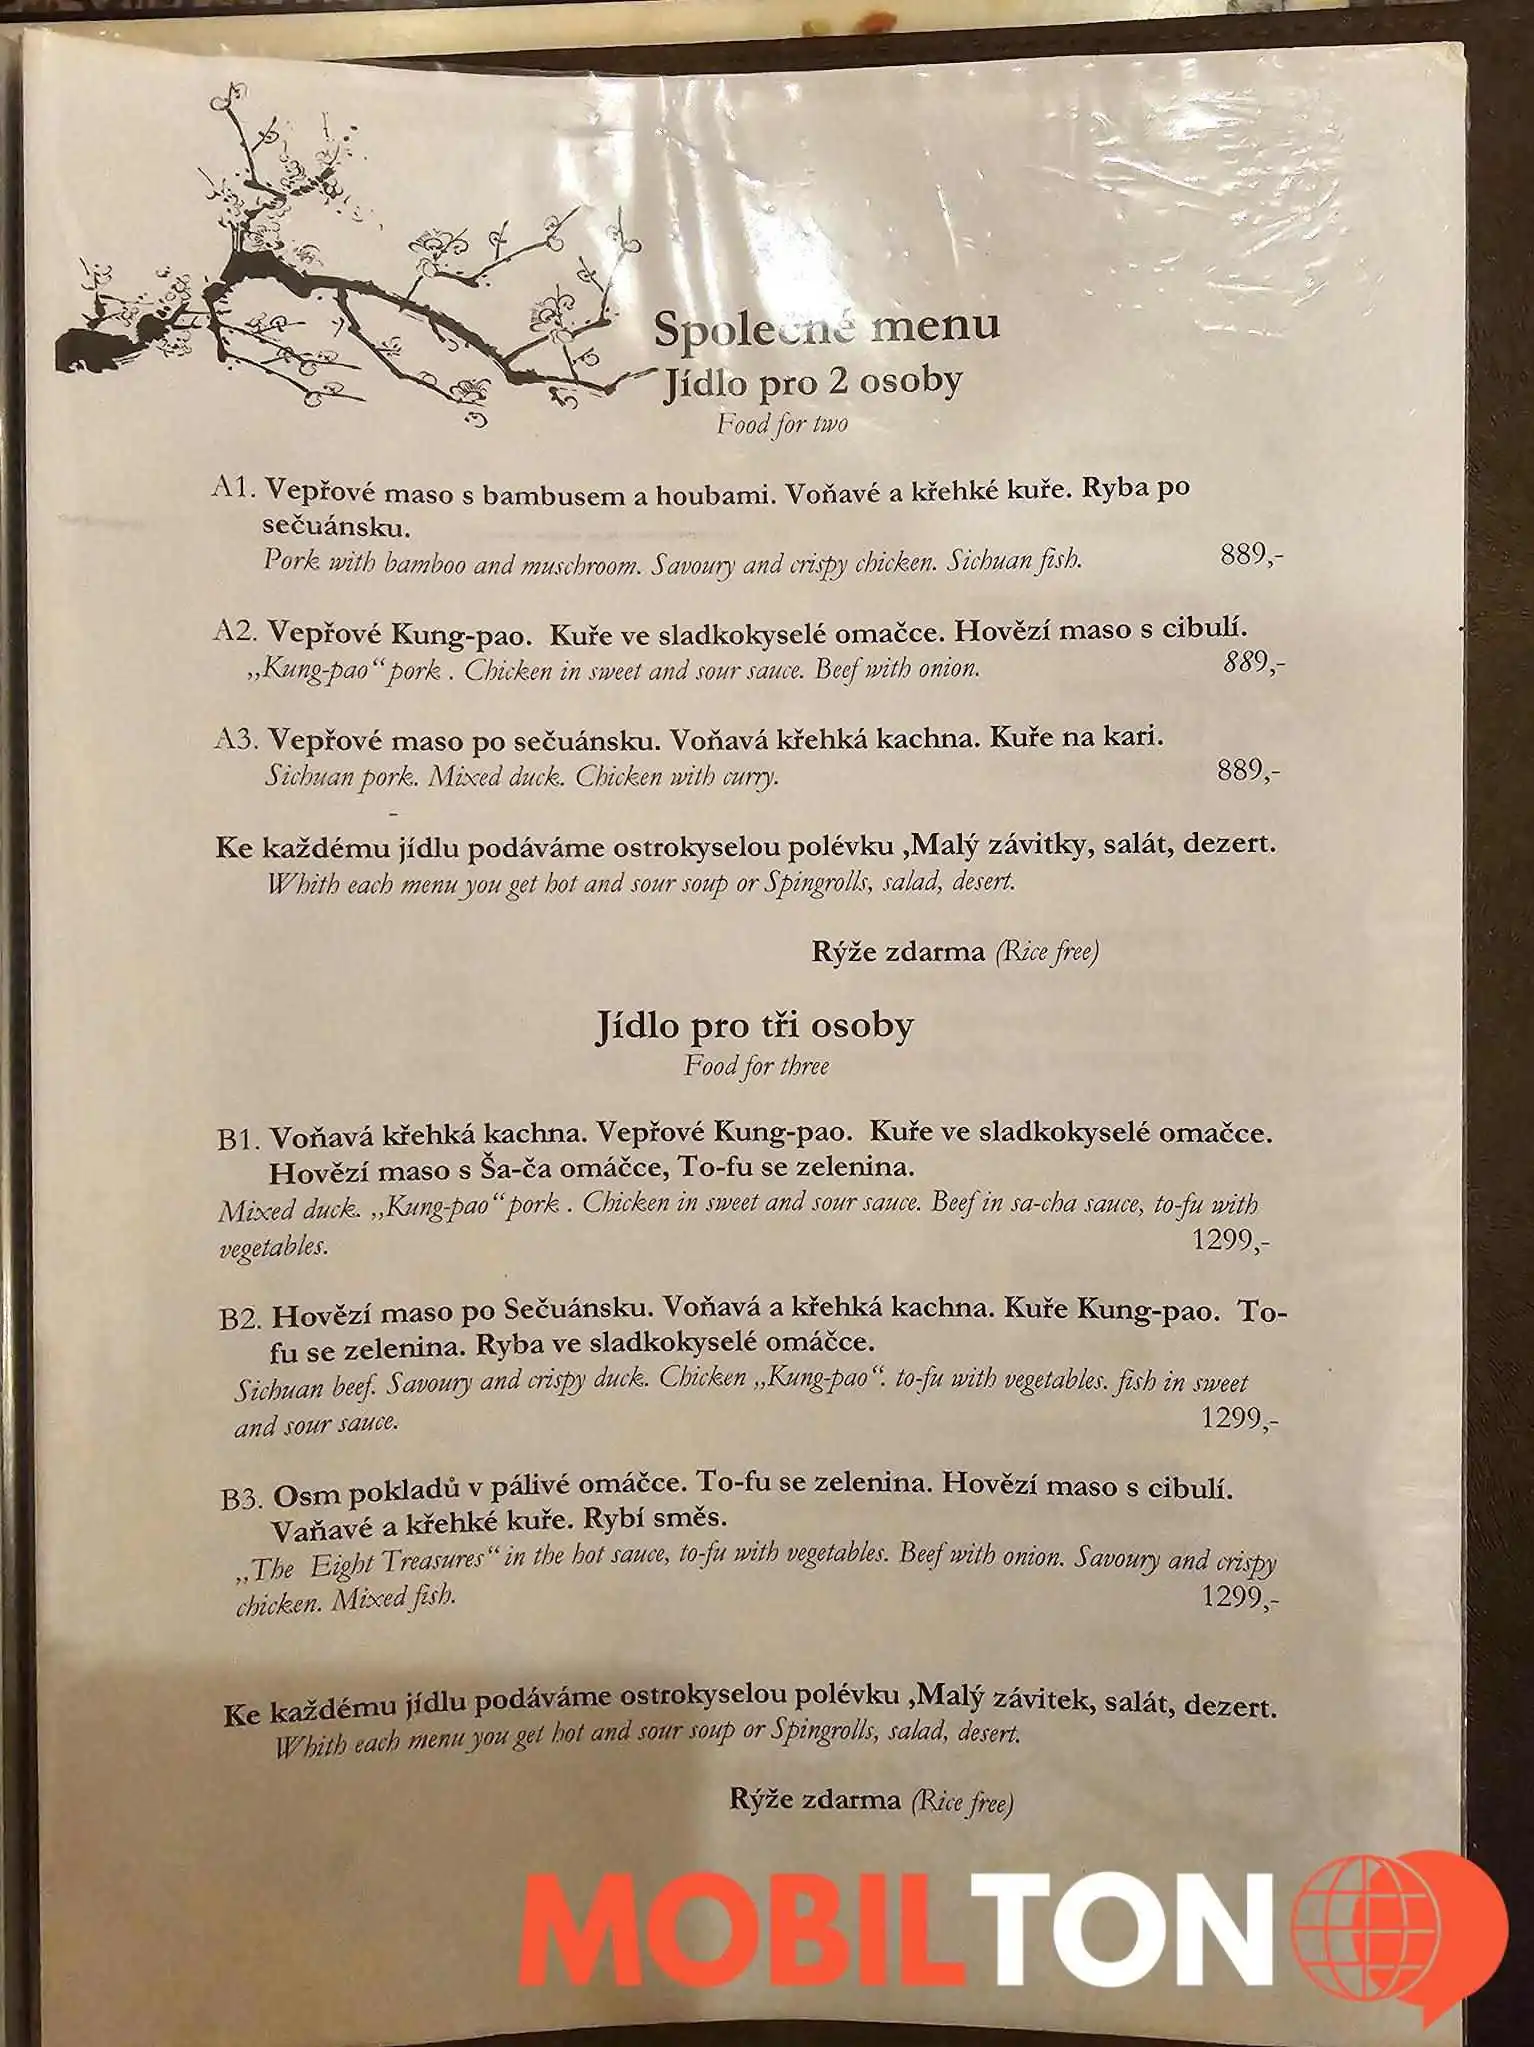 Společné menu
Jídlo pro 2 osoby
Food for two
A1. Vepřové maso s bambusem a houbami. Voňavé a křehké kuře. Ryba po
sečuánsku.
Pork with bamboo and muschroom. Savoury and crispy chicken. Sichuan fish. 889,-
A2. Vepřové Kung-pao. Kuře ve sladkokyselé omačce. Hovězí maso s cibulí.
„Kung-pao“ pork . Chicken in sweet and sour sauce. Beef with onion. 889,-
A3. Vepřové maso po sečuánsku. Voňavá křehká kachna. Kuře na kari.
Sichuan pork. Mixed duck. Chicken with curry. 889,-
Ke každému jídlu podáváme ostrokyselou polévku ,Malý závitky, salát, dezert.
Whith each menu you get hot and sour soup or Spingrolls, salad, desert.
Rýže zdarma (Rice free)
Jídlo pro tři osoby
Food for three
B1. Voňavá křehká kachna. Vepřové Kung-pao. Kuře ve sladkokyselé omačce.
Hovězí maso s Ša-ča omáčce, To-fu se zelenina.
Mixed duck. „Kung-pao“ pork . Chicken in sweet and sour sauce. Beef in sa-cha sauce, to-fu with
vegetables. 1299,-
B2. Hovězí maso po Sečuánsku. Voňavá a křehká kachna. Kuře Kung-pao. To-
fu se zelenina. Ryba ve sladkokyselé omáčce.
Sichuan beef. Savoury and crispy duck. Chicken „Kung-pao“. to-fu with vegetables. fish in sweet
and sour sauce. 1299,-
B3. Osm pokladů v pálivé omáčce. To-fu se zelenina. Hovězí maso s cibulí.
Vaňavé a křehké kuře. Rybí směs.
„The Eight Treasures“ in the hot sauce, to-fu with vegetables. Beef with onion. Savoury and crispy
chicken. Mixed fish. 1299,-
Ke každému jídlu podáváme ostrokyselou polévku ,Malý závitek, salát, dezert.
Whith each menu you get hot and sour soup or Spingrolls, salad, desert.
Rýže zdarma (Rice free)
MOBILTON